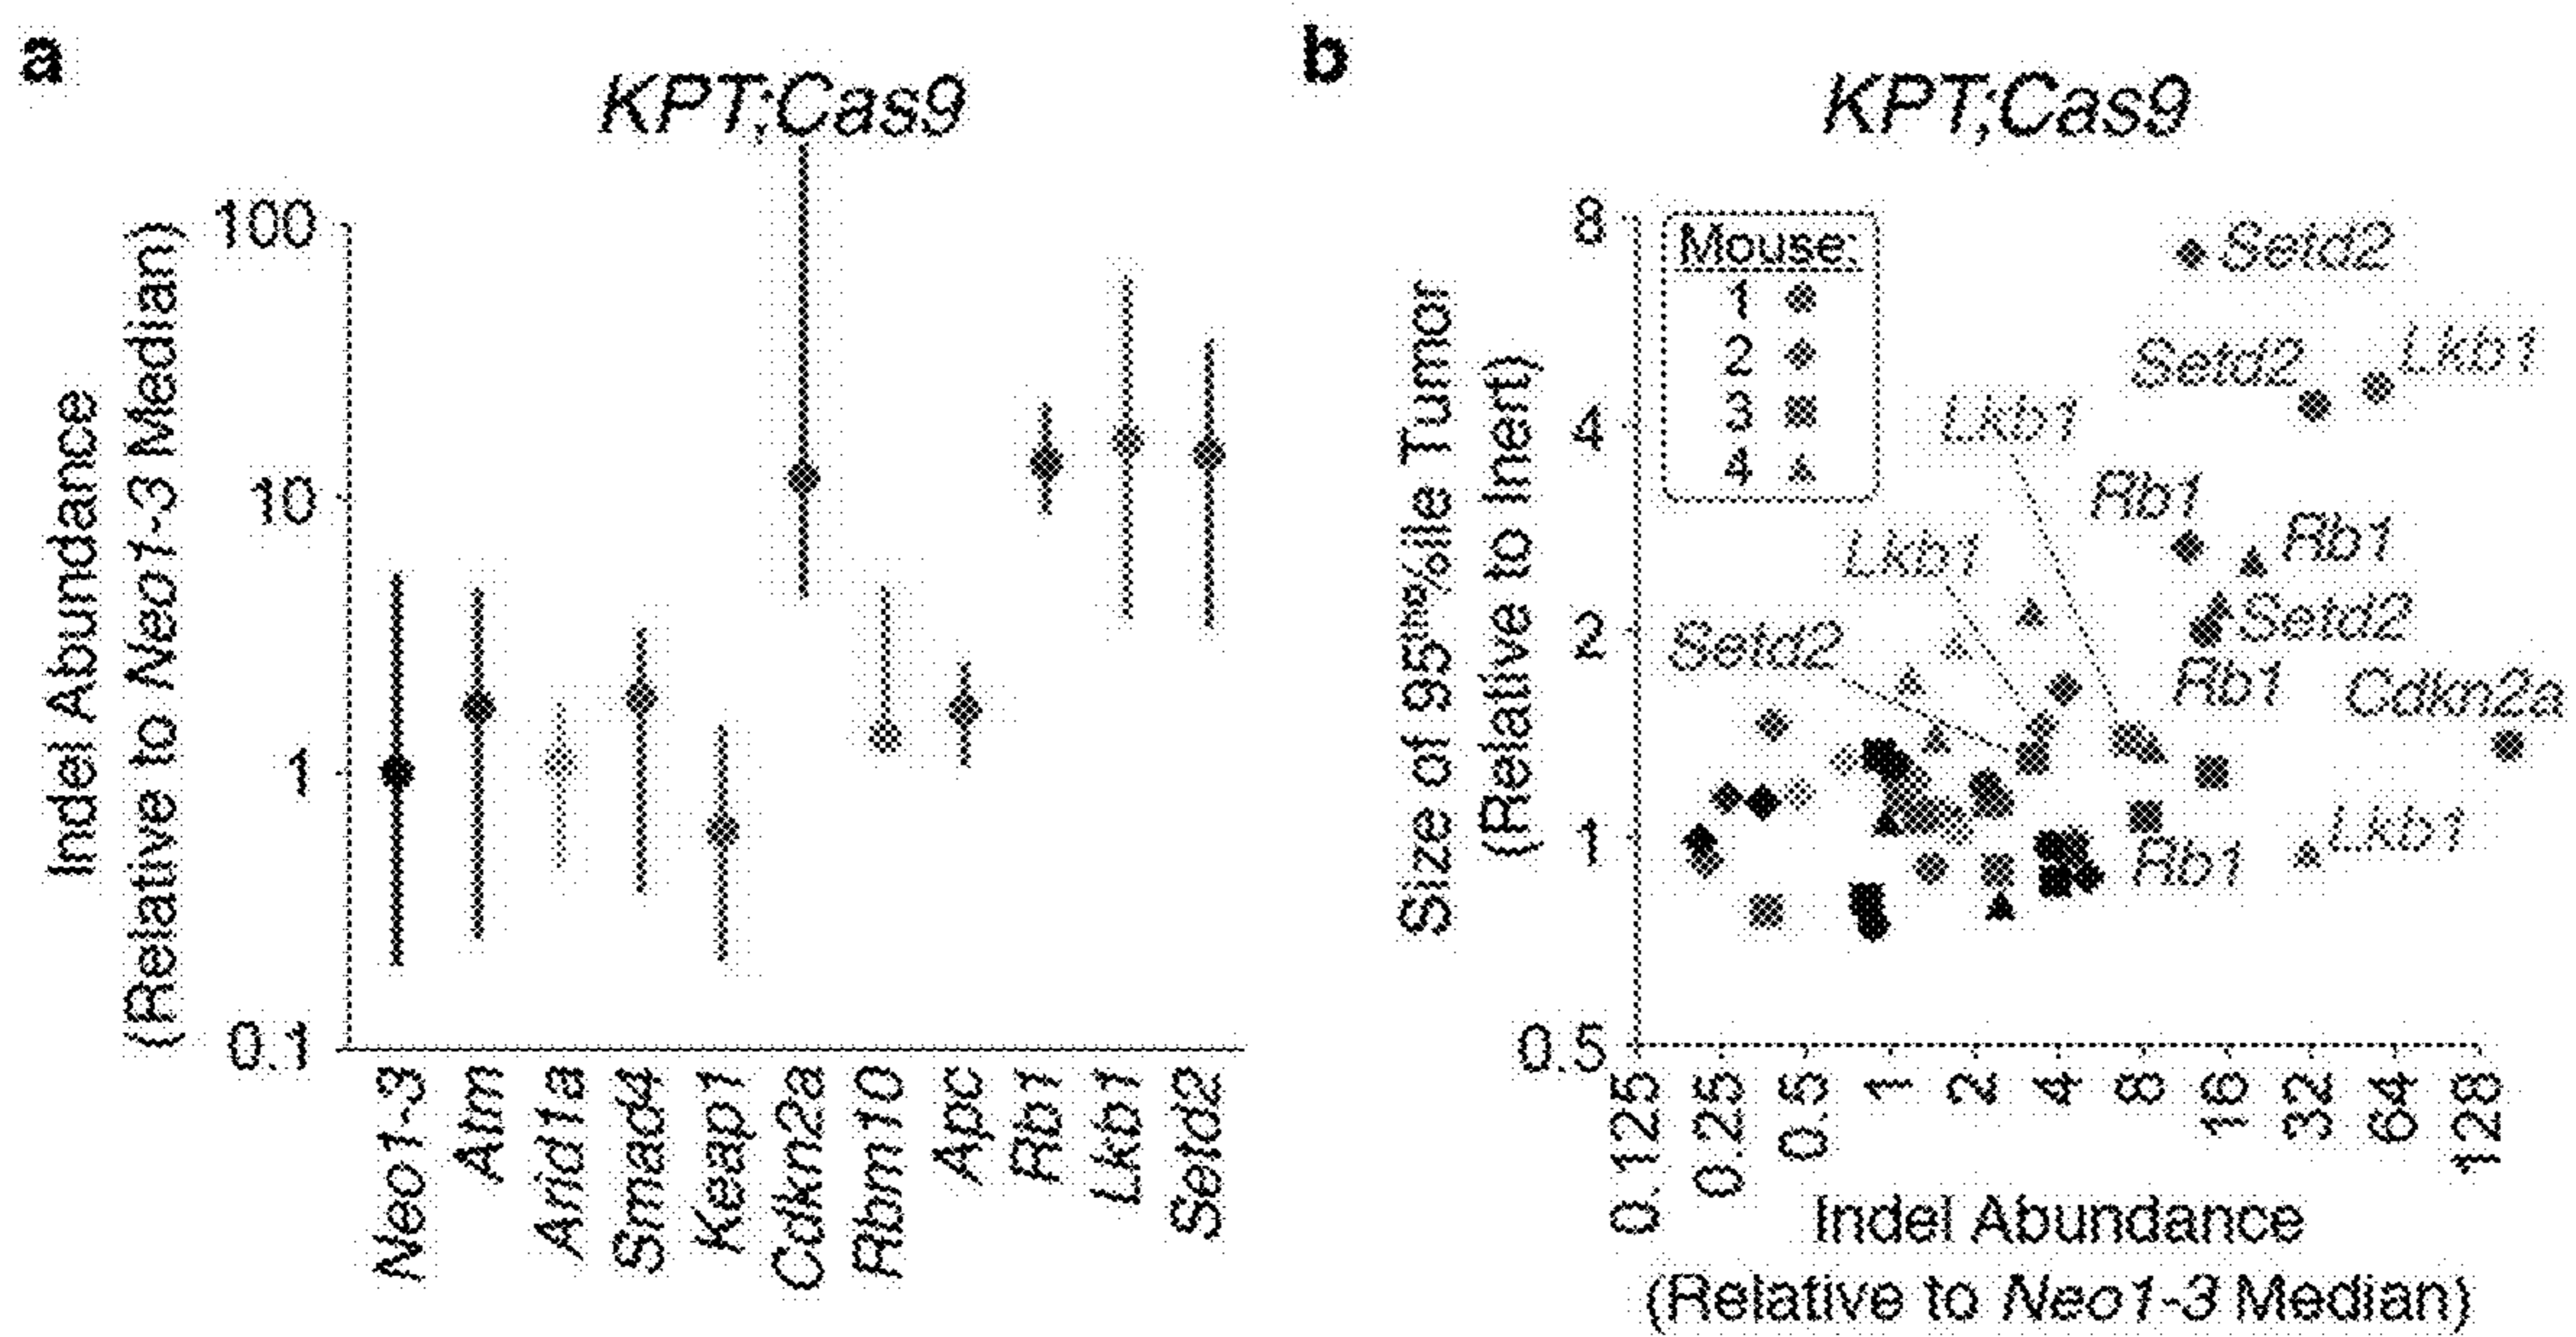 a
KPT;Cas9
Indel Abundance
(Relative to Neo1-3 Median)
100
10
1
0.1
Neo1-3
Atm
Arid1a
Smad4
Keap1
Cdkn2a
Rbm10
Apc
Rb1
Lkb1
Setd2
b
KPT;Cas9
Size of 95th%ile Tumor
(Relative to Inert)
8
4
2
1
0.5
Mouse:
1
2
3
4
Setd2
Setd2
Lkb1
Lkb1
Rb1
Rb1
Lkb1
Setd2
Setd2
Rb1
Cdkn2a
Lkb1
Rb1
0.125
0.25
0.5
1
2
4
8
16
32
64
128
Indel Abundance
(Relative to Neo1-3 Median)